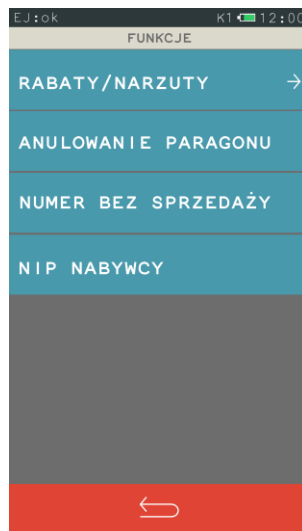 EJ:ok K1 12:00
FUNKCJE
RABATY/NARZUTY
ANULOWANIE PARAGONU
NUMER BEZ SPRZEDAŻY
NIP NABYWCY